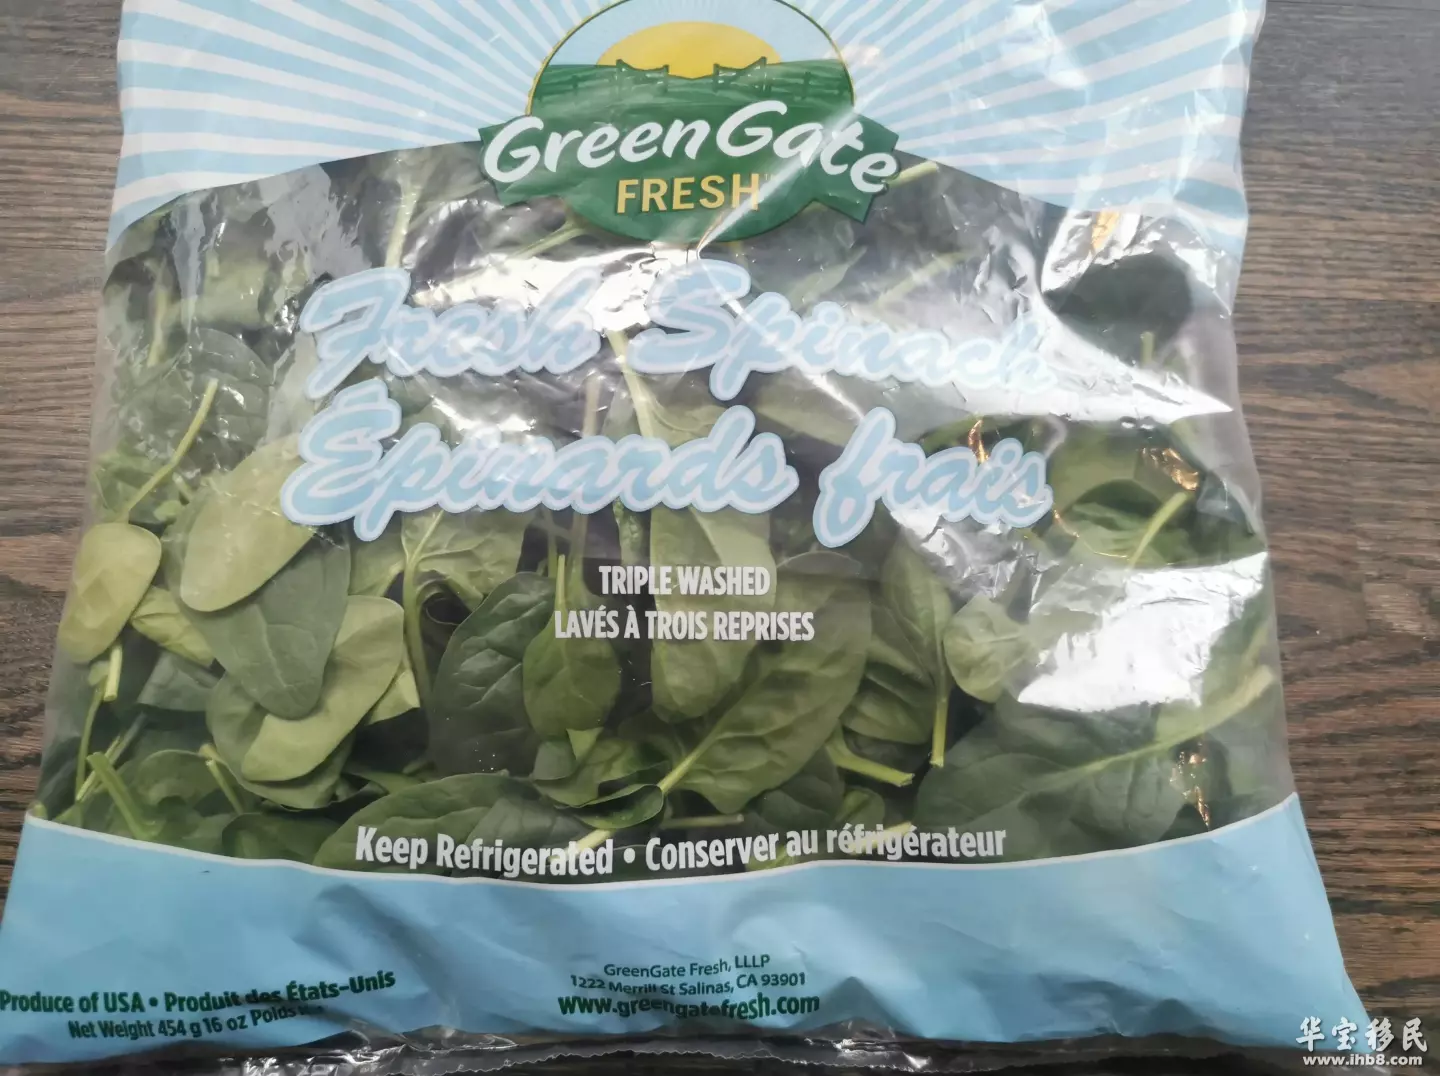 GreenGate
FRESH
Fresh Spinach
Épinards frais
TRIPLE WASHED
LAVÉS À TROIS REPRISES
Keep Refrigerated • Conserver au réfrigérateur
Produce of USA • Produit des États-Unis
Net Weight 454 g 16 oz Poids
GreenGate Fresh, LLLP
1222 Merrill St Salinas, CA 93901
www.greengatefresh.com
华宝移民
www.ihb8.com